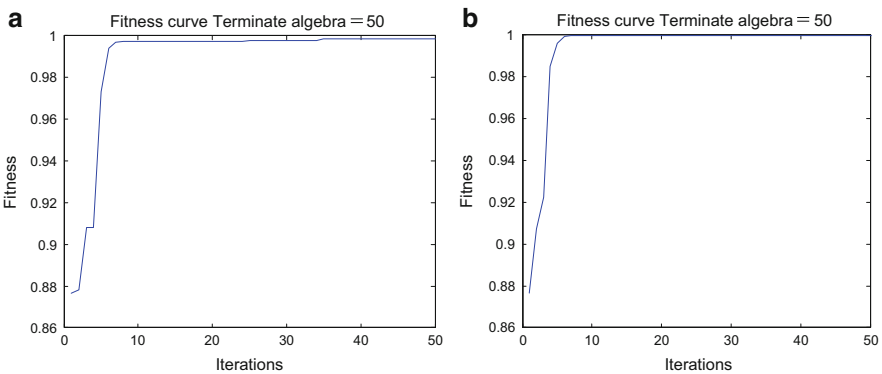 a
Fitness curve Terminate algebra = 50
1
0.98
0.96
0.94
0.92
0.9
0.88
0.86
Fitness
0 10 20 30 40 50
Iterations
b
Fitness curve Terminate algebra = 50
1
0.98
0.96
0.94
0.92
0.9
0.88
0.86
Fitness
0 10 20 30 40 50
Iterations